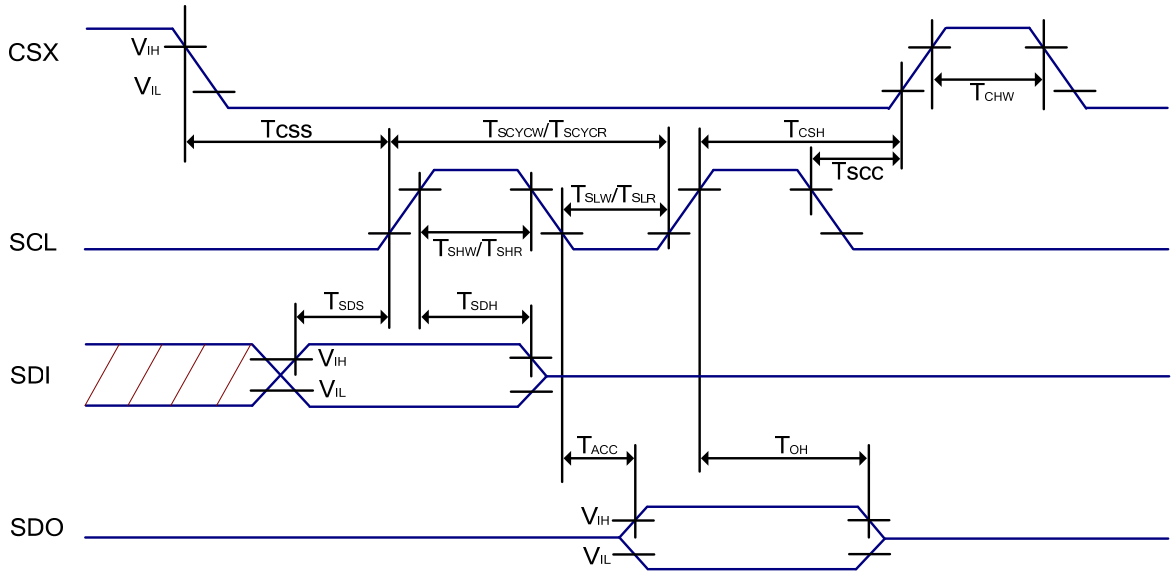 CSX
VIH
VIL
TCHW
TCSS
TSCYCW/TSCYCR
TCSH
TSCC
TSLW/TSLR
SCL
TSHW/TSHR
TSDS
TSDH
SDI
VIH
VIL
TACC
TOH
SDO
VIH
VIL